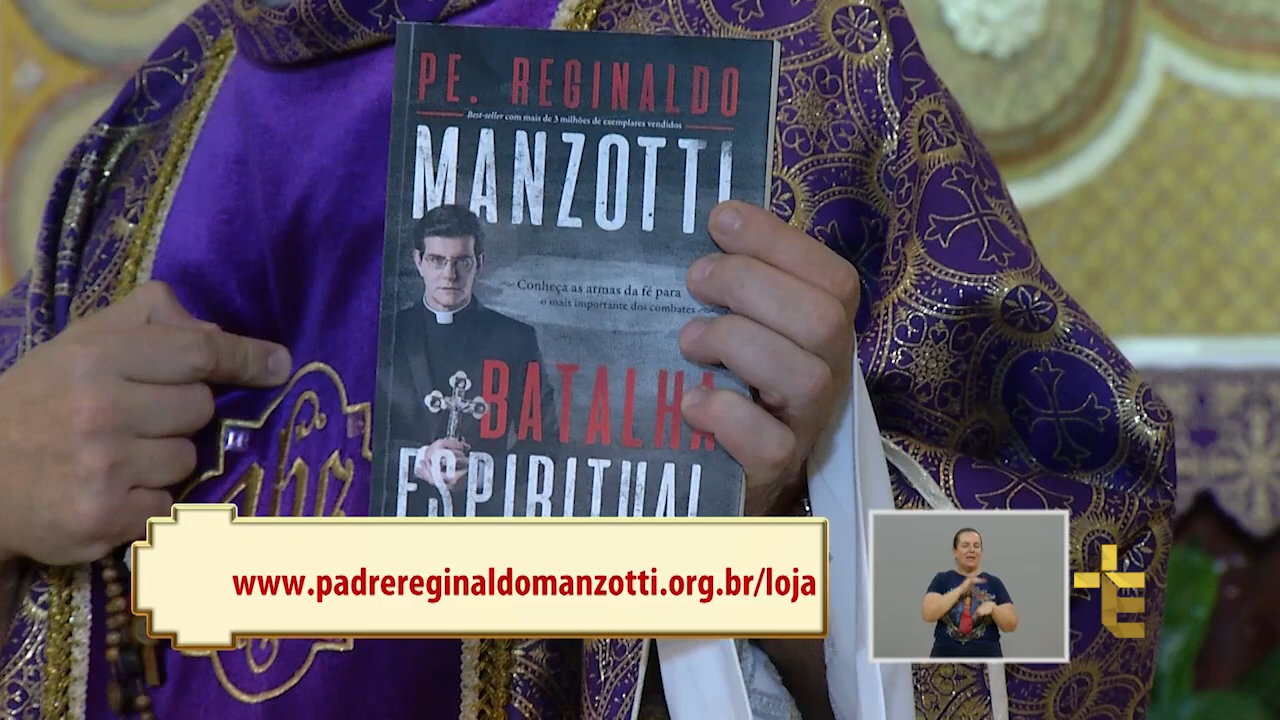 PE. REGINALDO
Best-seller com mais de 3 milhões de exemplares vendidos
MANZOTTI
Conheça as armas da fé para
o mais importante dos combates
BATALHA
ESPIRITUAL
www.padrereginaldomanzotti.org.br/loja